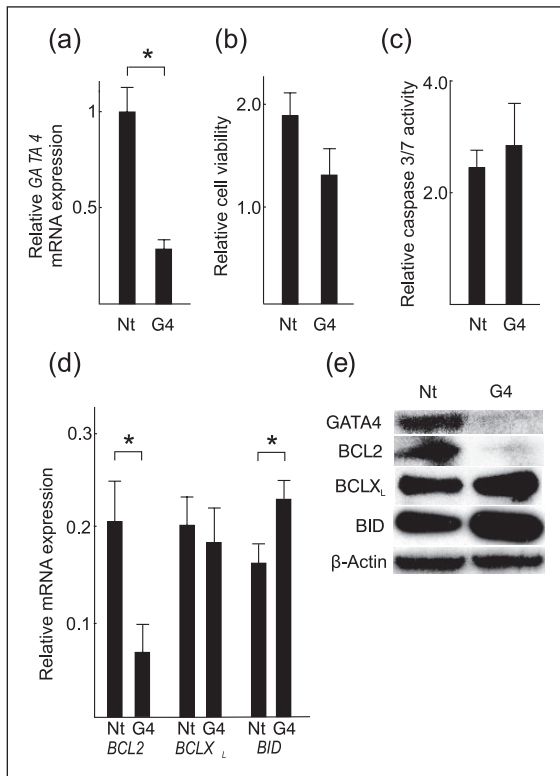 (a)
*
Relative GATA 4
mRNA expression
1
0.5
Nt G4
(b)
Relative cell viability
2.0
1.0
Nt G4
(c)
Relative caspase 3/7 activity
4.0
2.0
Nt G4
(d)
Relative mRNA expression
0.3
0.2
0.1
* *
Nt G4 Nt G4 Nt G4
BCL2 BCLX L BID
(e)
Nt G4
GATA4
BCL2
BCLXL
BID
β-Actin